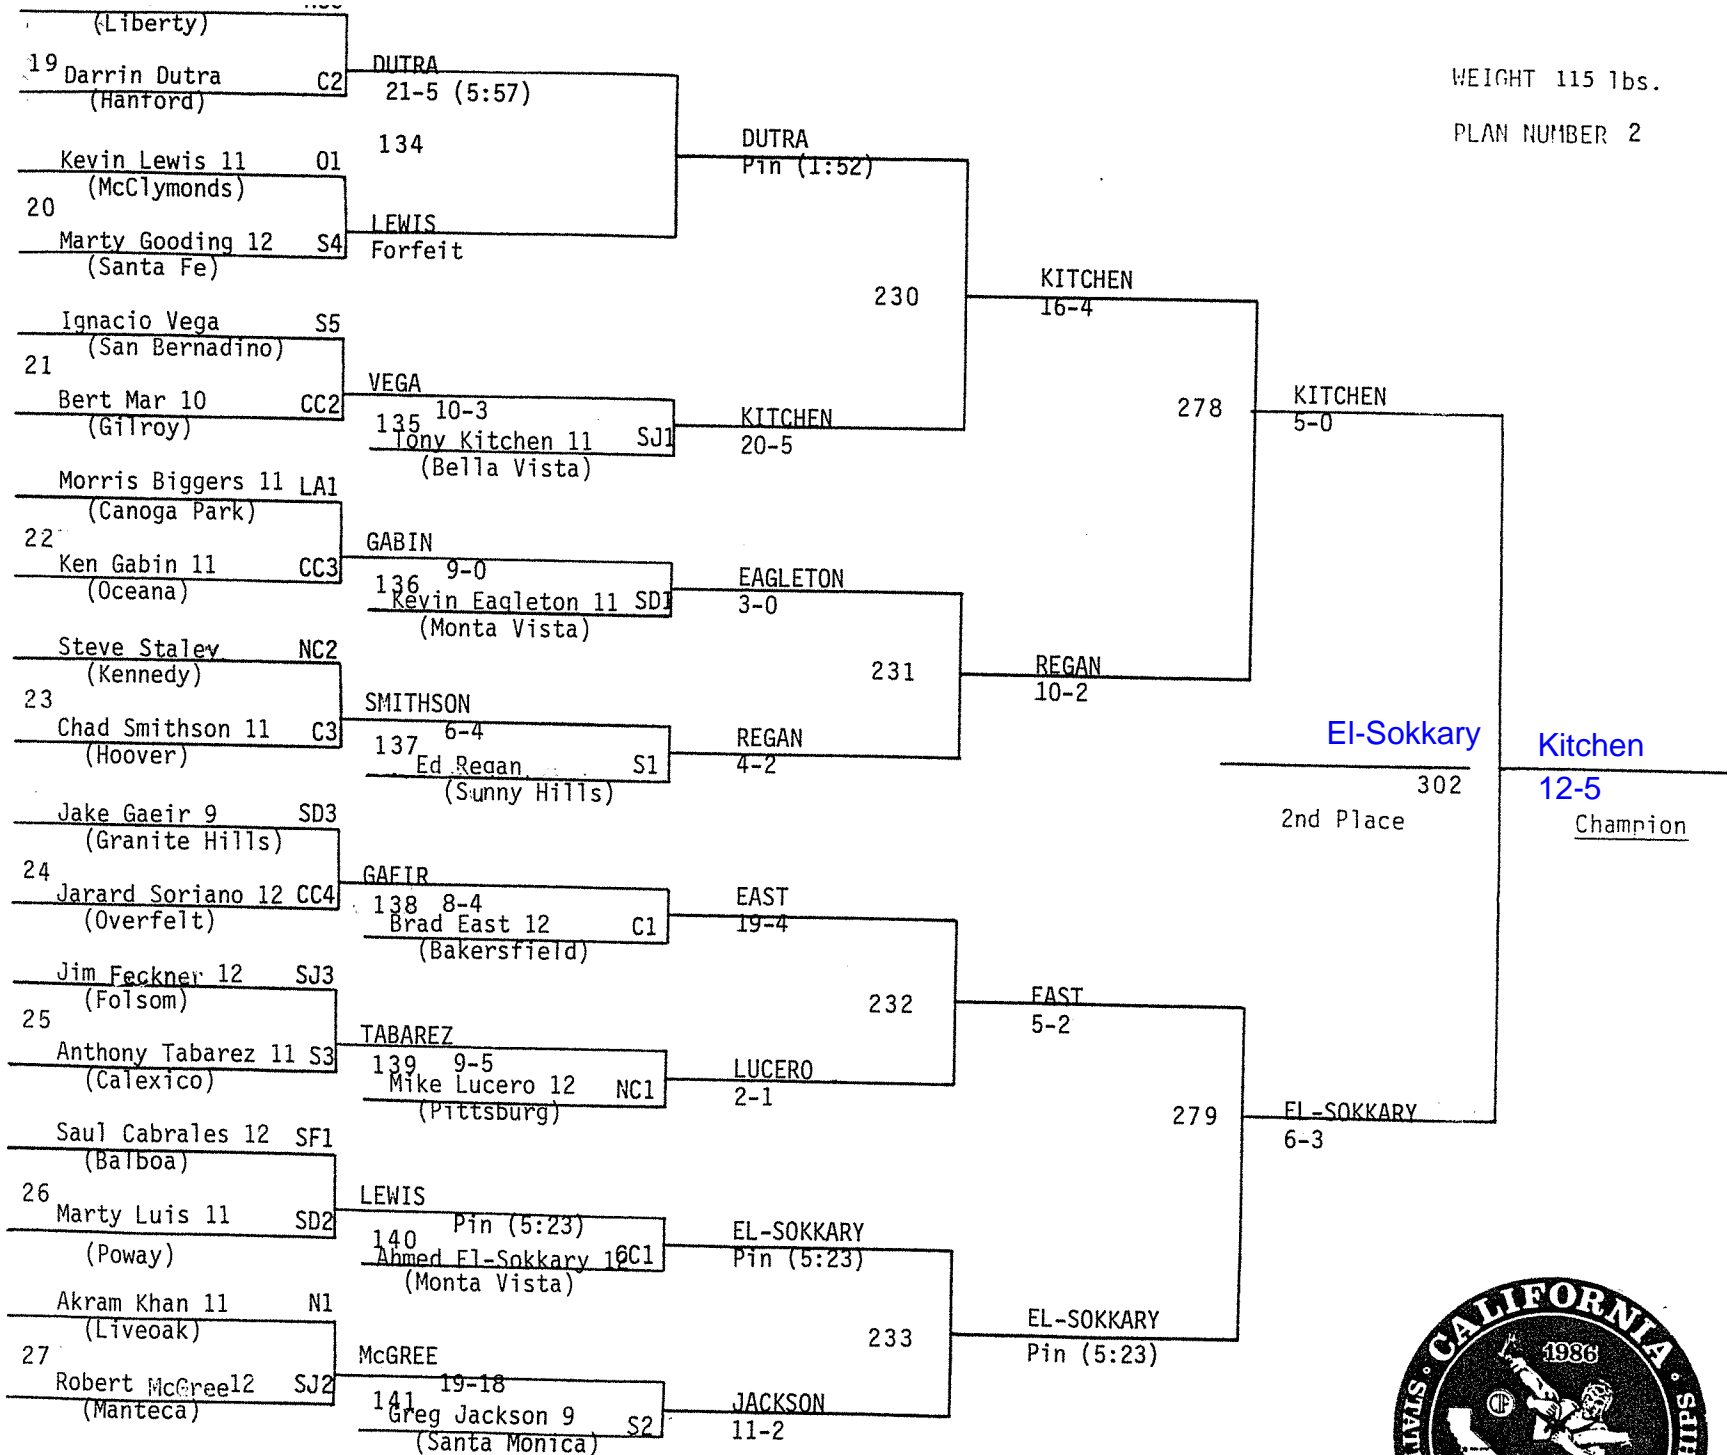 (Liberty)
19
Darrin Dutra C2
(Hanford)
DUTRA
21-5 (5:57)
134
Kevin Lewis 11 O1
(McClymonds)
20
Marty Gooding 12 S4
(Santa Fe)
LEWIS
Forfeit
DUTRA
Pin (1:52)
WEIGHT 115 lbs.
PLAN NUMBER 2
Ignacio Vega S5
(San Bernadino)
21
Bert Mar 10 CC2
(Gilroy)
VEGA
10-3
135
Tony Kitchen 11 SJ1
(Bella Vista)
KITCHEN
20-5
230
KITCHEN
16-4
Morris Biggers 11 LA1
(Canoga Park)
22
Ken Gabin 11 CC3
(Oceana)
GABIN
9-0
136
Kevin Eagleton 11 SD1
(Monta Vista)
EAGLETON
3-0
Steve Staley NC2
(Kennedy)
23
Chad Smithson 11 C3
(Hoover)
SMITHSON
6-4
137
Ed Regan S1
(Sunny Hills)
REGAN
4-2
231
REGAN
10-2
278
KITCHEN
5-0
Jake Gaeir 9 SD3
(Granite Hills)
24
Jarard Soriano 12 CC4
(Overfelt)
GAEIR
8-4
138
Brad East 12 C1
(Bakersfield)
EAST
19-4
Jim Feckner 12 SJ3
(Folsom)
25
Anthony Tabarez 11 S3
(Calexico)
TABAREZ
9-5
139
Mike Lucero 12 NC1
(Pittsburg)
LUCERO
2-1
232
EAST
5-2
Saul Cabrales 12 SF1
(Balboa)
26
Marty Luis 11 SD2
(Poway)
LEWIS
Pin (5:23)
140
Ahmed El-Sokkary CC1
(Monta Vista)
EL-SOKKARY
Pin (5:23)
Akram Khan 11 N1
(Liveoak)
27
Robert McGree 12 SJ2
(Manteca)
McGREE
19-18
141
Greg Jackson 9 S2
(Santa Monica)
JACKSON
11-2
233
EL-SOKKARY
Pin (5:23)
279
EL-SOKKARY
6-3
El-Sokkary
302
2nd Place
Kitchen
12-5
Champion
CALIFORNIA
1986